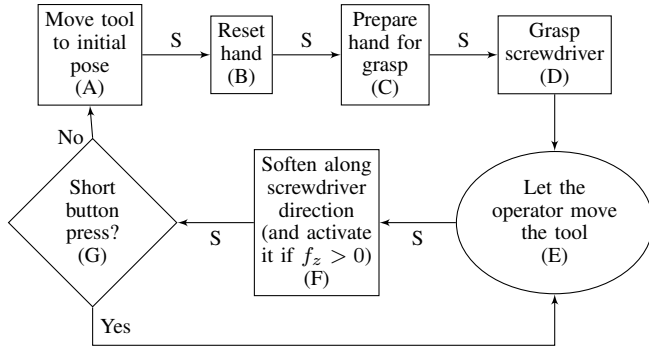 Move tool
to initial
pose
(A)
S
Reset
hand
(B)
S
Prepare
hand for
grasp
(C)
S
Grasp
screwdriver
(D)
No
Short
button
press?
(G)
S
Soften along
screwdriver
direction
(and activate
it if f_z > 0)
(F)
S
Let the
operator move
the tool
(E)
Yes